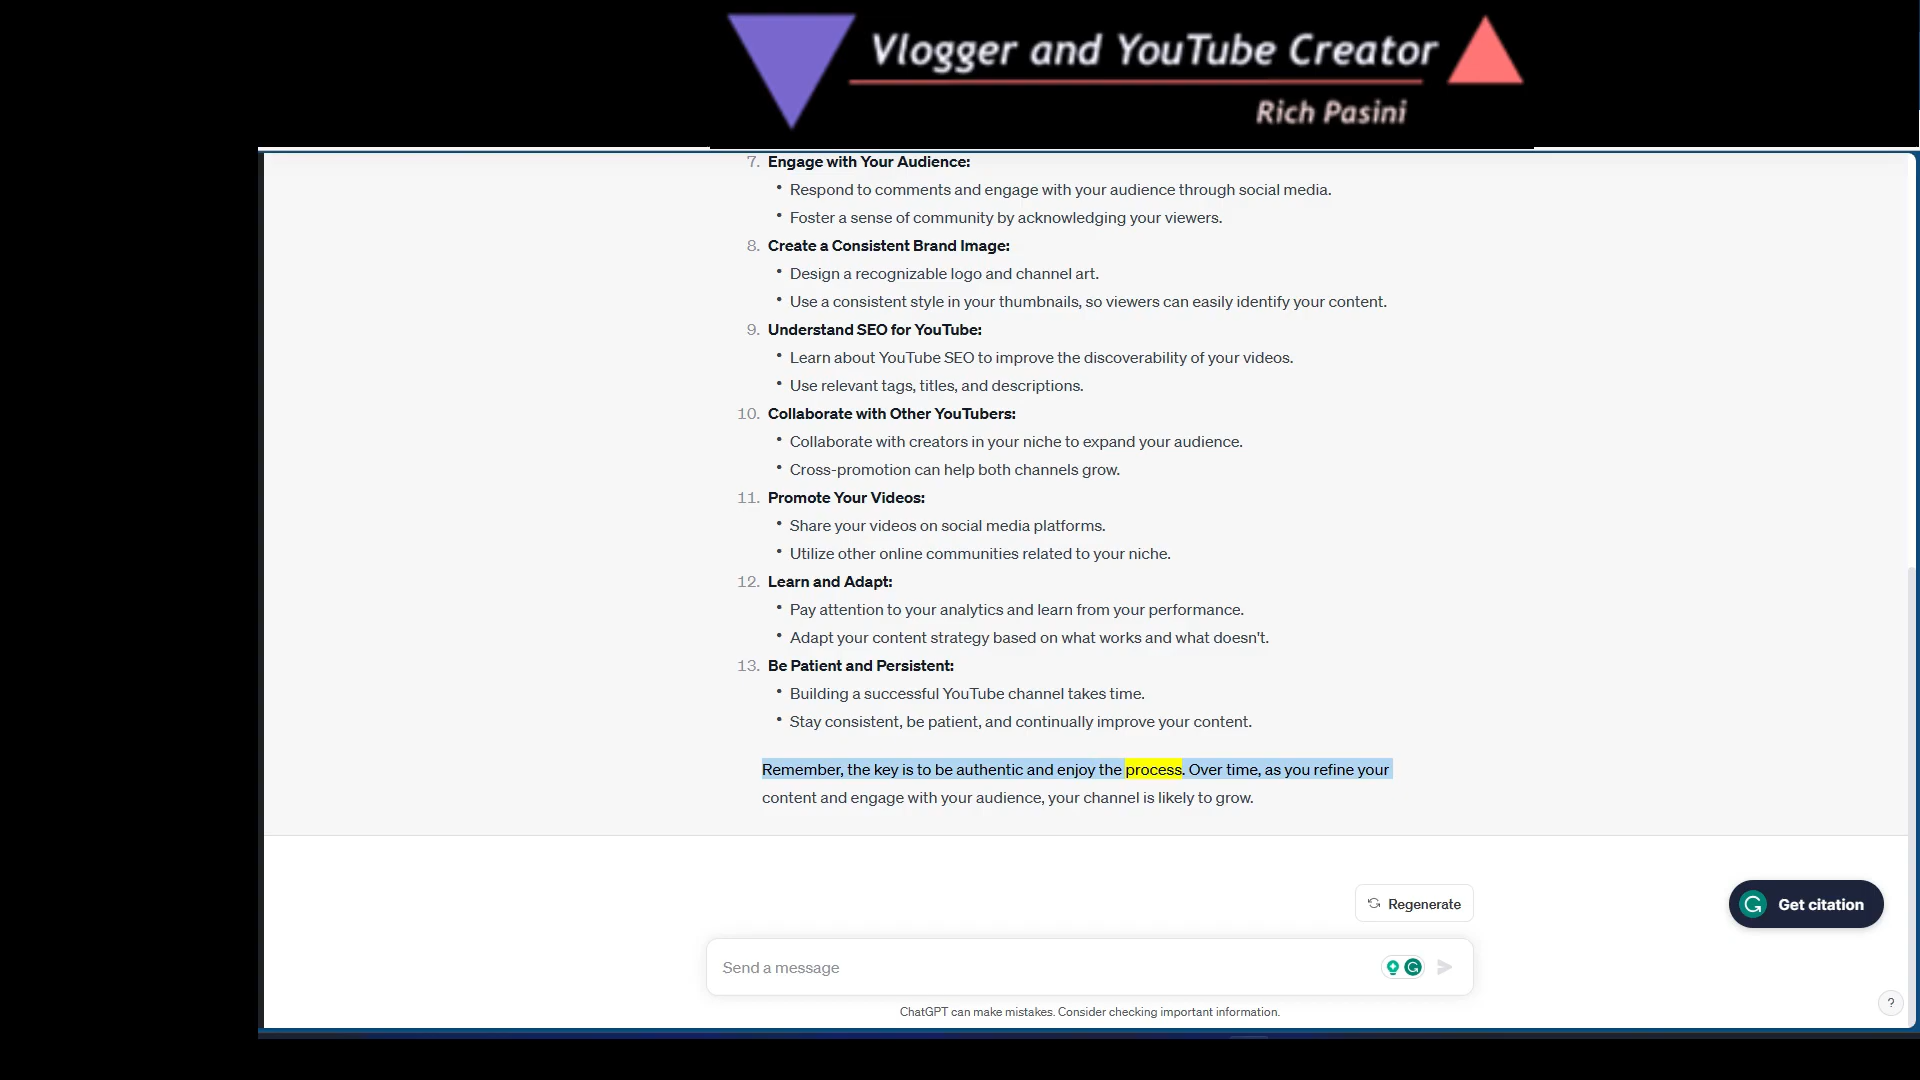 Vlogger and YouTube Creator
Rich Pasini
7. Engage with Your Audience:
• Respond to comments and engage with your audience through social media.
• Foster a sense of community by acknowledging your viewers.
8. Create a Consistent Brand Image:
• Design a recognizable logo and channel art.
• Use a consistent style in your thumbnails, so viewers can easily identify your content.
9. Understand SEO for YouTube:
• Learn about YouTube SEO to improve the discoverability of your videos.
• Use relevant tags, titles, and descriptions.
10. Collaborate with Other YouTubers:
• Collaborate with creators in your niche to expand your audience.
• Cross-promotion can help both channels grow.
11. Promote Your Videos:
• Share your videos on social media platforms.
• Utilize other online communities related to your niche.
12. Learn and Adapt:
• Pay attention to your analytics and learn from your performance.
• Adapt your content strategy based on what works and what doesn't.
13. Be Patient and Persistent:
• Building a successful YouTube channel takes time.
• Stay consistent, be patient, and continually improve your content.
Remember, the key is to be authentic and enjoy the process. Over time, as you refine your
content and engage with your audience, your channel is likely to grow.
Regenerate
Get citation
Send a message
ChatGPT can make mistakes. Consider checking important information.
?